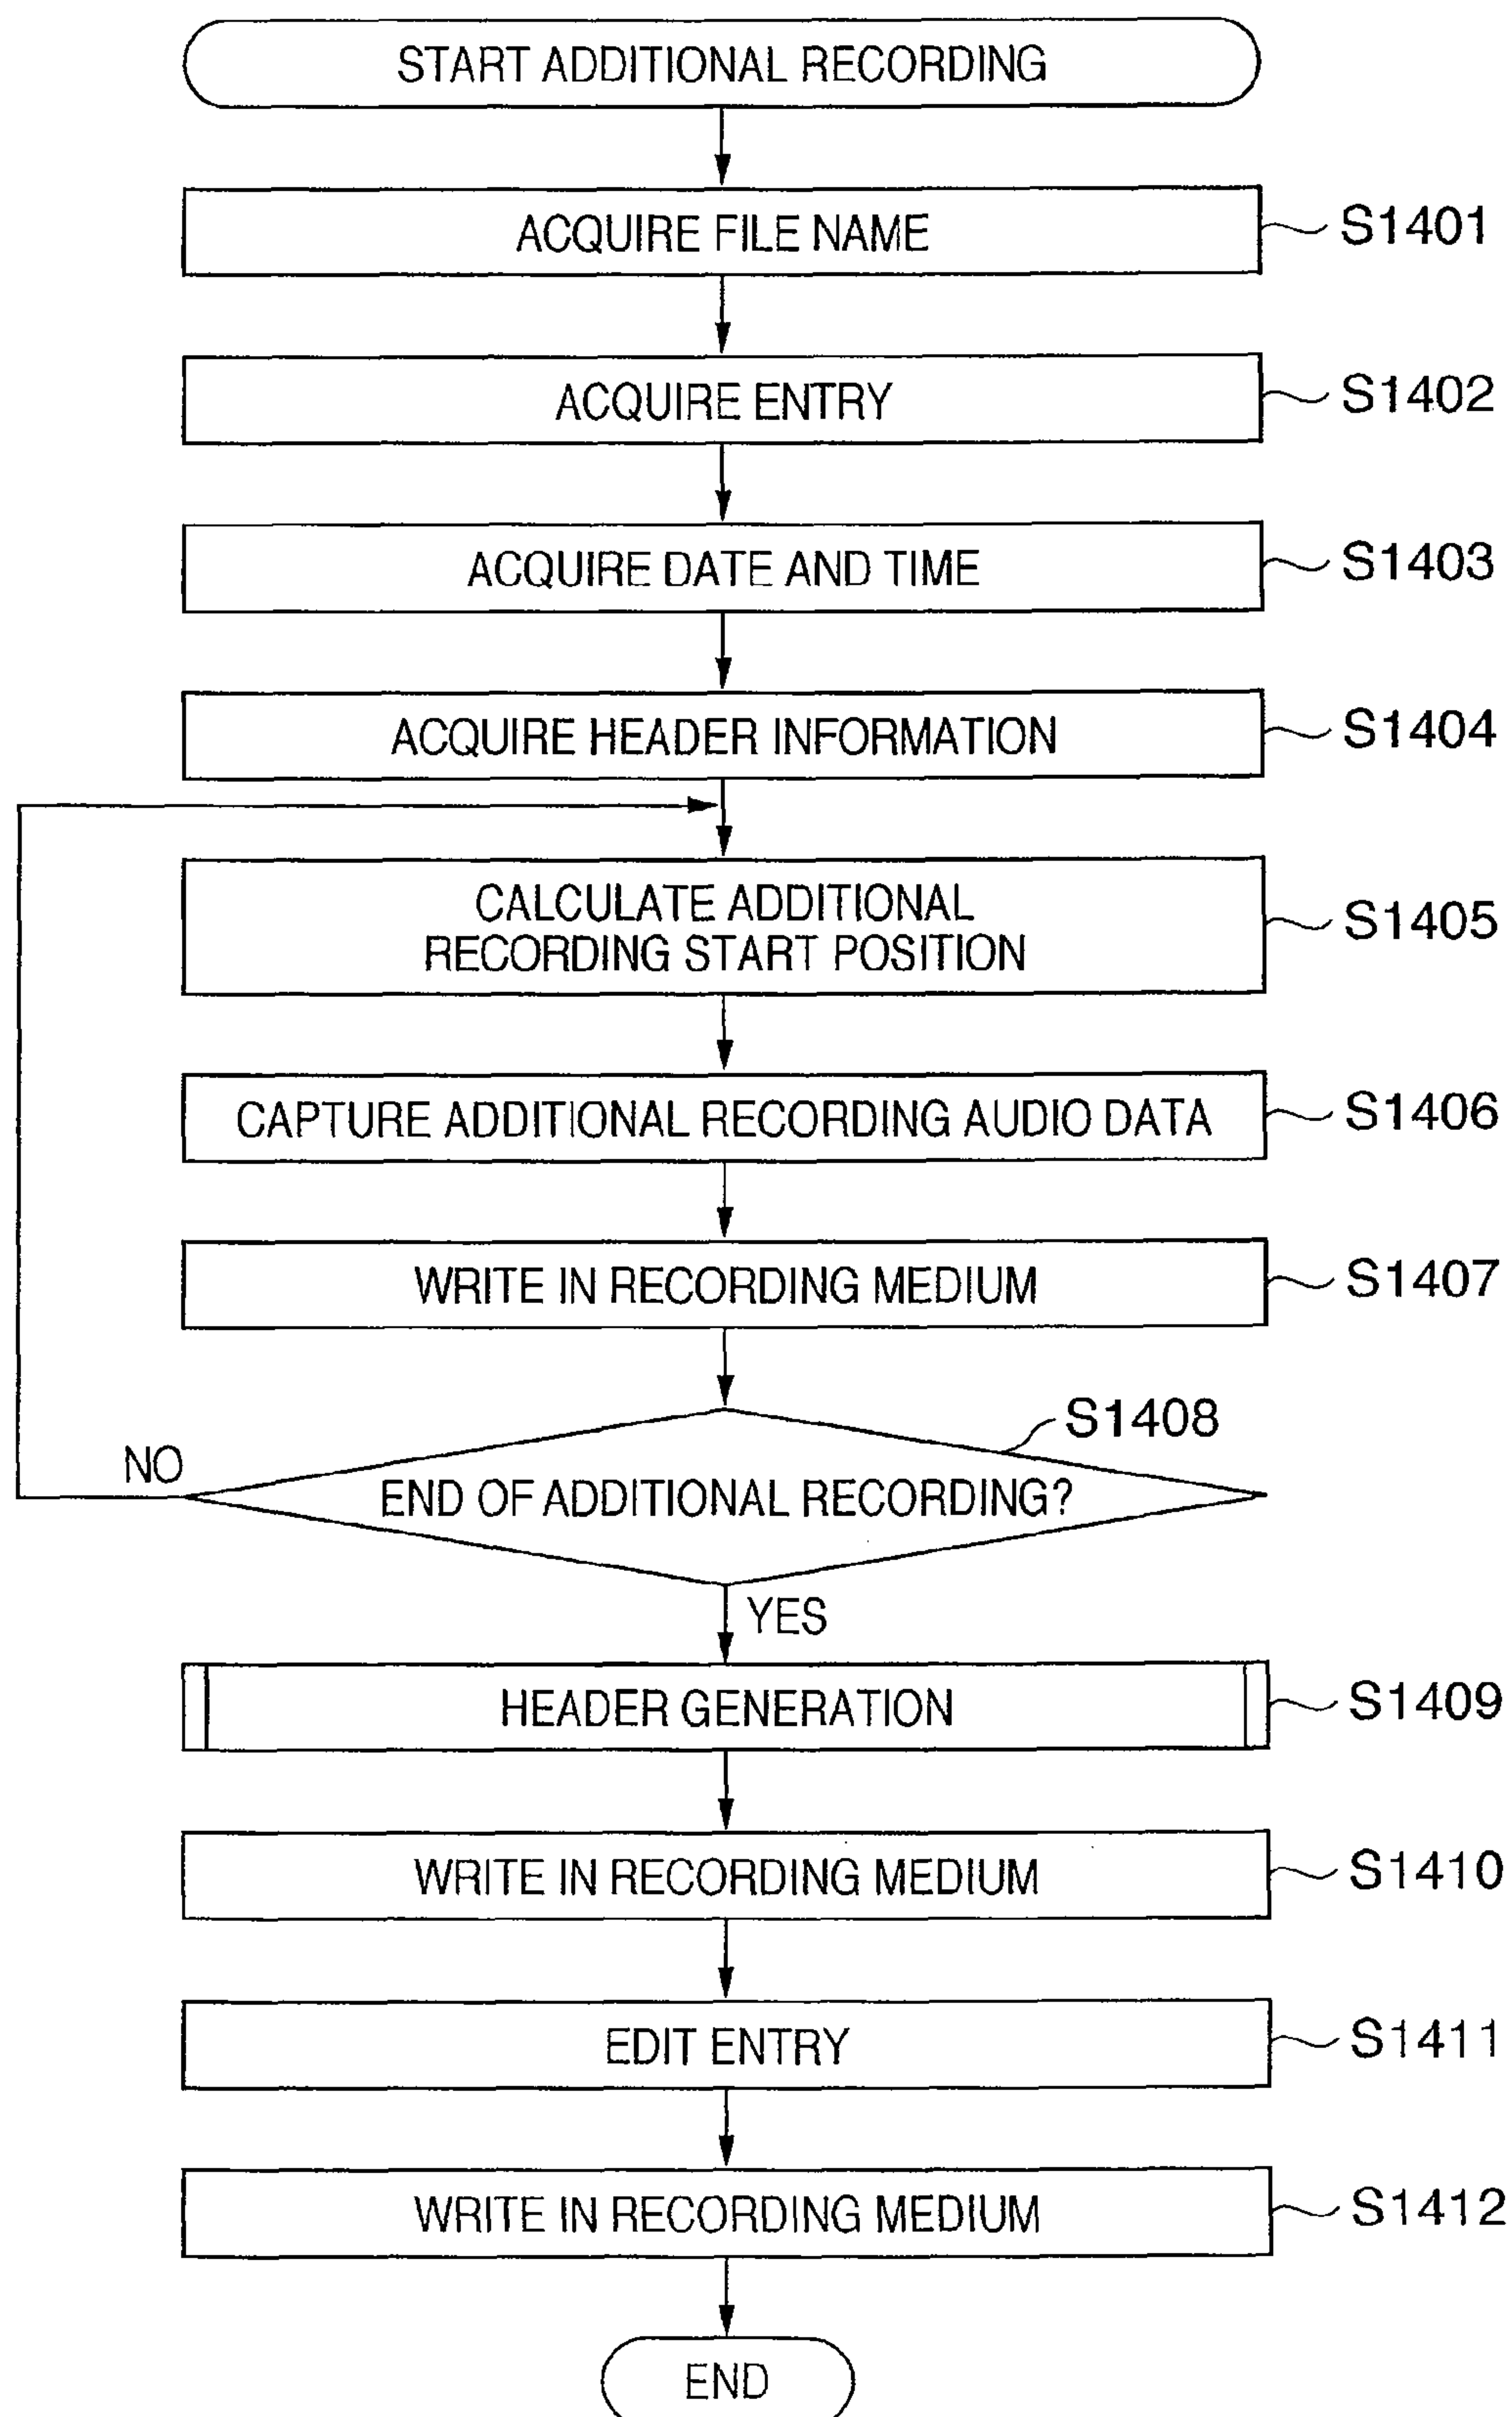 START ADDITIONAL RECORDING
ACQUIRE FILE NAME
S1401
ACQUIRE ENTRY
S1402
ACQUIRE DATE AND TIME
S1403
ACQUIRE HEADER INFORMATION
S1404
CALCULATE ADDITIONAL
RECORDING START POSITION
S1405
CAPTURE ADDITIONAL RECORDING AUDIO DATA
S1406
WRITE IN RECORDING MEDIUM
S1407
S1408
NO
END OF ADDITIONAL RECORDING?
YES
HEADER GENERATION
S1409
WRITE IN RECORDING MEDIUM
S1410
EDIT ENTRY
S1411
WRITE IN RECORDING MEDIUM
S1412
END